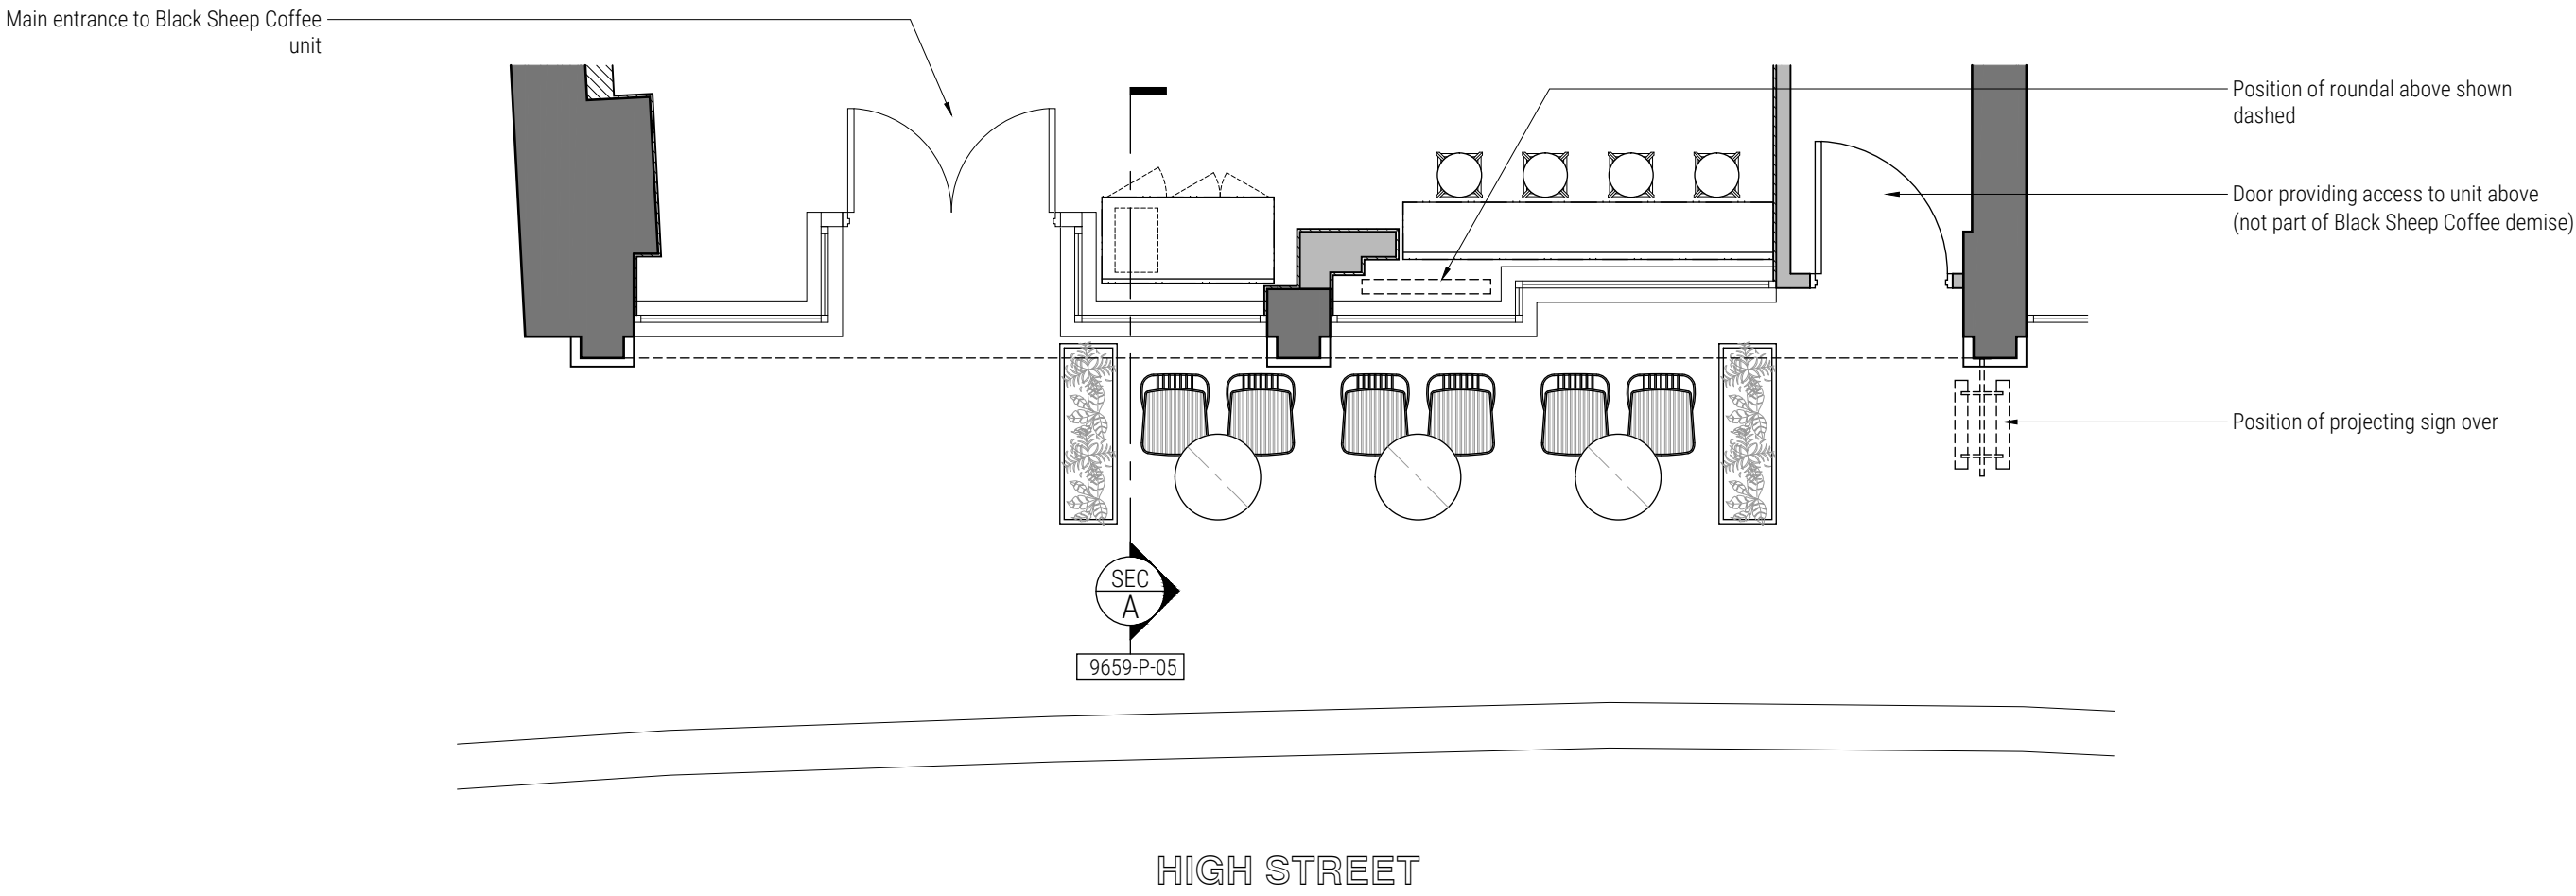 Main entrance to Black Sheep Coffee
unit
Position of roundal above shown
dashed
Door providing access to unit above
(not part of Black Sheep Coffee demise)
Position of projecting sign over
SEC
A
9659-P-05
HIGH STREET